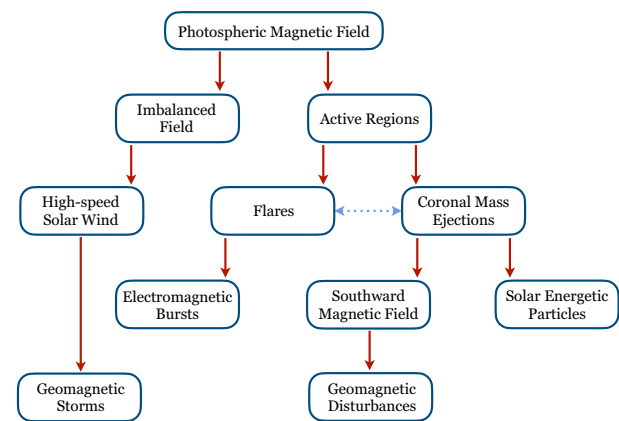 Photospheric Magnetic Field
Imbalanced
Field
Active Regions
High-speed
Solar Wind
Flares
Coronal Mass
Ejections
Electromagnetic
Bursts
Southward
Magnetic Field
Solar Energetic
Particles
Geomagnetic
Storms
Geomagnetic
Disturbances